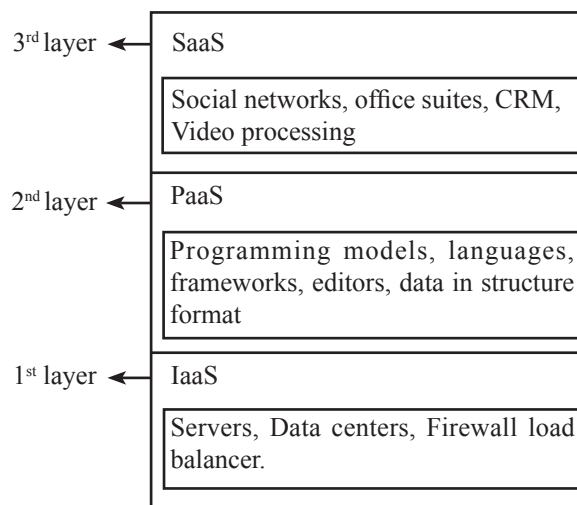 3rd layer SaaS
Social networks, office suites, CRM,
Video processing
2nd layer PaaS
Programming models, languages,
frameworks, editors, data in structure
format
1st layer IaaS
Servers, Data centers, Firewall load
balancer.